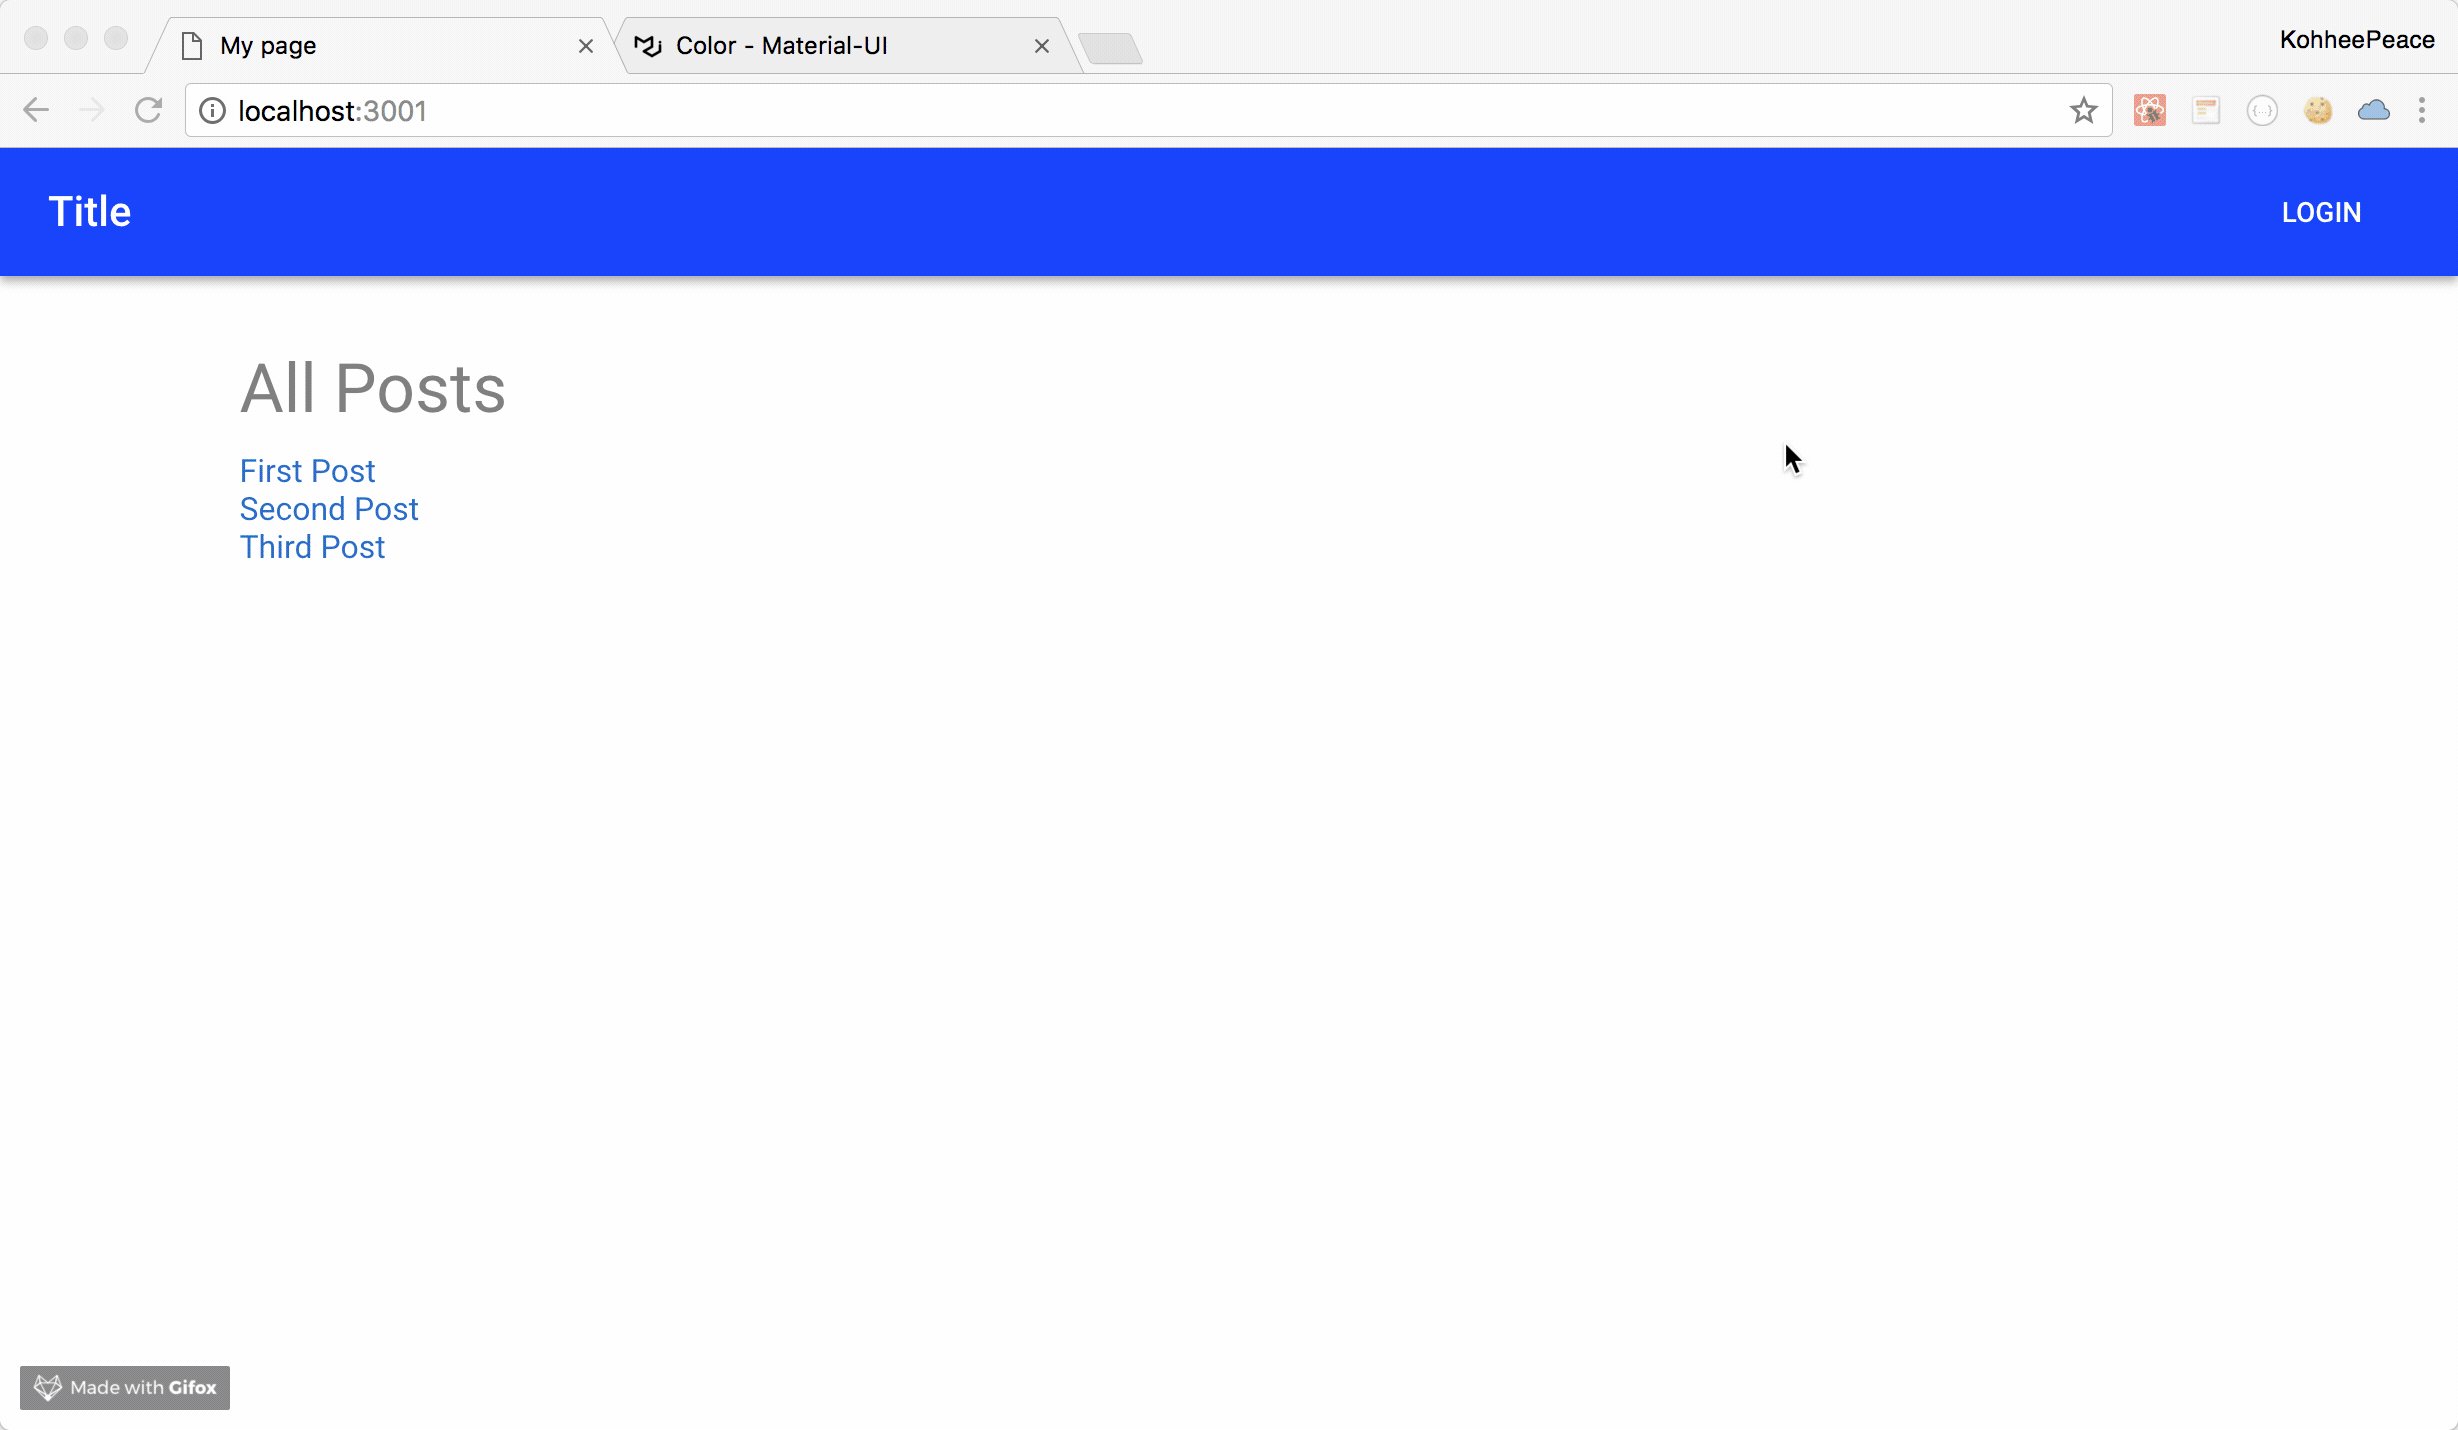 My page
Color - Material-UI
KohheePeace
localhost:3001
Title
LOGIN
All Posts
First Post
Second Post
Third Post
Made with Gifox